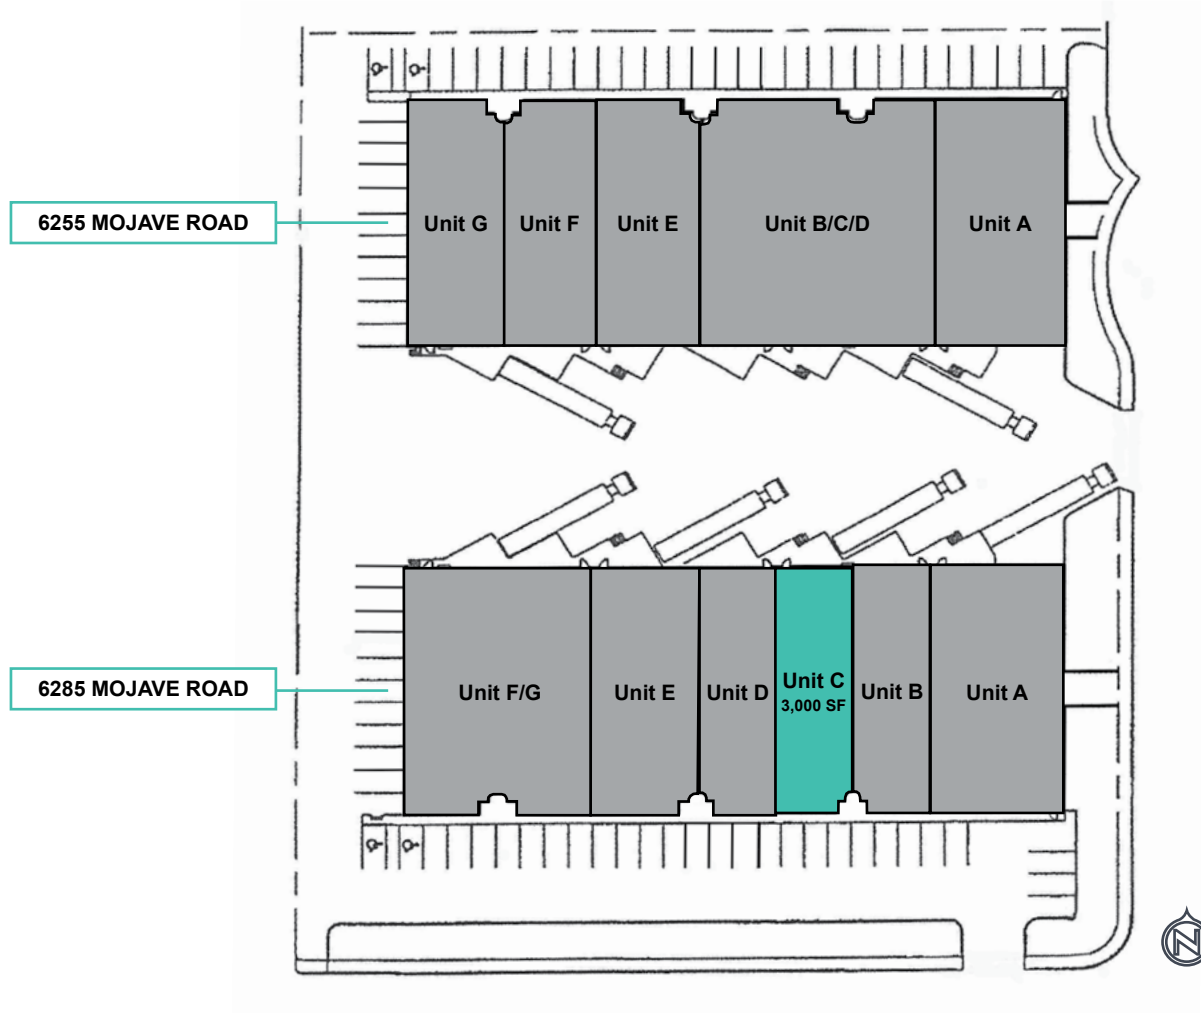 6255 MOJAVE ROAD
Unit G
Unit F
Unit E
Unit B/C/D
Unit A
6285 MOJAVE ROAD
Unit F/G
Unit E
Unit D
Unit C
3,000 SF
Unit B
Unit A
N